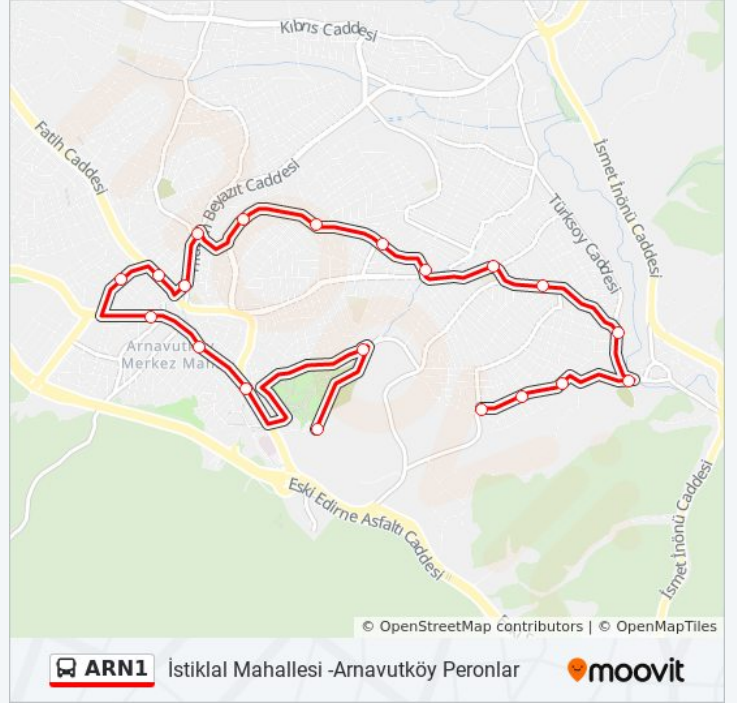 Kıbrıs Caddesi
Fatih Caddesi
Beyazıt Caddesi
İsmet İnönü Caddesi
Türksoy Caddesi
Arnavutköy
Merkez Mah
Eski Edirne Asfaltı Caddesi
İsmet İnönü Caddesi
© OpenStreetMap contributors | © OpenMapTiles
ARN1 İstiklal Mahallesi -Arnavutköy Peronlar
moovit